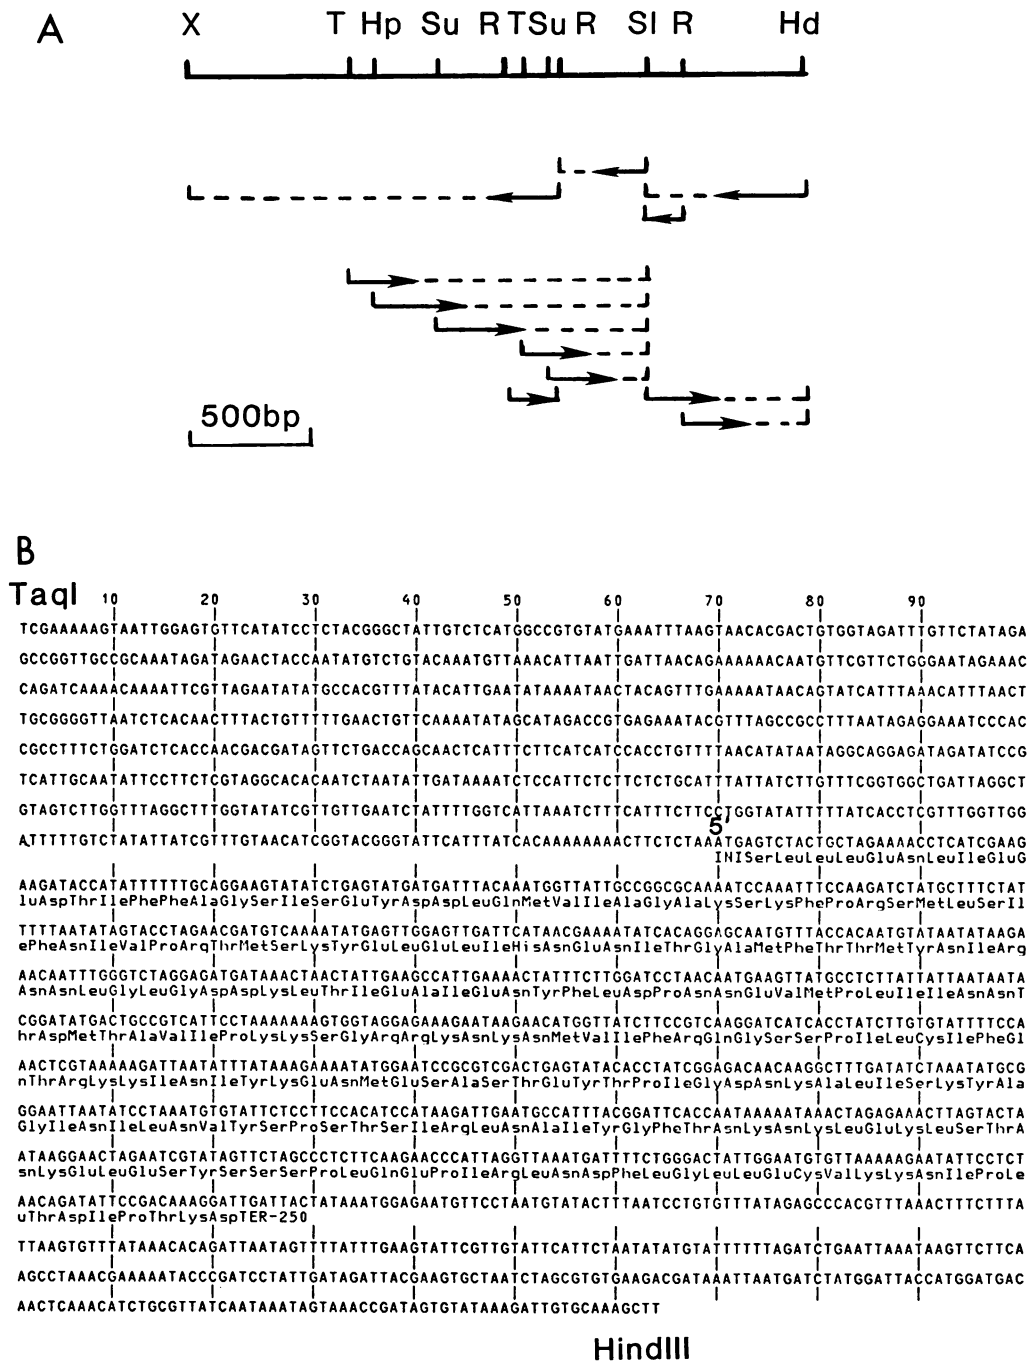 A
X T Hp Su R T Su R Sl R Hd
500bp
B
TaqI 10 20 30 40 50 60 70 80 90
TCGAAAAAGTAATTGGAGTGTTCATATCCTCTACGGGCTATTGTCTCATGGCCGTGTATGAAATTTAAGTAACACGACTGTGGTAGATTTGTTCTATAGA
GCCGGTTGCCGCAAATAGATAGAACTACCAATATGTCTGTACAAATGTTAAACATTAATTGATTAACAGAAAAAACAATGTTCGTTCTGGGAATAGAAAC
CAGATCAAAACAAAATTCGTTAGAATATATGCCACGTTTATACATTGAATATAAAATAACTACAGTTTGAAAAATAACAGTATCATTTAAACATTTAACT
TGCGGGGTTAATCTCACAACTTTACTGTTTTTGAACTGTTCAAAATATAGCATAGACCGTGAGAAATACGTTTAGCCGCCTTTAATAGAGGAAATCCCAC
CGCCTTTCTGGATCTCACCAACGACGATAGTTCTGACCAGCAACTCATTTCTTCATCATCCACCTGTTTTAACATATAATAGGCAGGAGATAGATATCCG
TCATTGCAATATTCCTTCTCGTAGGCACACAATCTAATATTGATAAAATCTCCATTCTCTTCTCTGCATTTATTATCTTGTTTCGGTGGCTGATTAGGCT
GTAGTCTTGGTTTAGGCTTTGGTATATCGTTGTTGAATCTATTTTGGTCATTAAATCTTTCATTTCTTCCTGGTATATTTTTATCACCTCGTTTGGTTGG
5'
ATTTTTGTCTATATTATCGTTTGTAACATCGGTACGGGTATTCATTTATCACAAAAAAAACTTCTCTAAATGAGTCTACTGCTAGAAAACCTCATCGAAG
INISerLeuLeuLeuGluAsnLeuIleGluG
AAGATACCATATTTTTTGCAGGAAGTATATCTGAGTATGATGATTTACAAATGGTTATTGCCGGCGCAAAATCCAAATTTCCAAGATCTATGCTTTCTAT
luAspThrIlePhePheAlaGlySerIleSerGluTyrAspAspLeuGlnMetValIleAlaGlyAlaLysSerLysPheProArgSerMetLeuSerIl
TTTTAATATAGTACCTAGAACGATGTCAAAATATGAGTTGGAGTTGATTCATAACGAAAATATCACAGGAGCAATGTTTACCACAATGTATAATATAAGA
ePheAsnIleValProArgThrMetSerLysTyrGluLeuGluLeuIleHisAsnGluAsnIleThrGlyAlaMetPheThrThrMetTyrAsnIleArg
AACAATTTGGGTCTAGGAGATGATAAACTAACTATTGAAGCCATTGAAAACTATTTCTTGGATCCTAACAATGAAGTTATGCCTCTTATTATTAATAATA
AsnAsnLeuGlyLeuGlyAspAspLysLeuThrIleGluAlaIleGluAsnTyrPheLeuAspProAsnAsnGluValMetProLeuIleIleAsnAsnT
CGGATATGACTGCCGTCATTCCTAAAAAAAGTGGTAGGAGAAAGAATAAGAACATGGTTATCTTCCGTCAAGGATCATCACCTATCTTGTGTATTTTCCA
hrAspMetThrAlaValIleProLysLysSerGlyArgArgLysAsnLysAsnMetValIlePheArgGlnGlySerSerProIleLeuCysIlePheGl
AACTCGTAAAAAGATTAATATTTATAAAGAAAATATGGAATCCGCGTCGACTGAGTATACACCTATCGGAGACAACAAGGCTTTGATATCTAAATATGCG
nThrArgLysLysIleAsnIleTyrLysGluAsnMetGluSerAlaSerThrGluTyrThrProIleGlyAspAsnLysAlaLeuIleSerLysTyrAla
GGAATTAATATCCTAAATGTGTATTCTCCTTCCACATCCATAAGATTGAATGCCATTTACGGATTCACCAATAAAAATAAACTAGAGAAACTTAGTACTA
GlyIleAsnIleLeuAsnValTyrSerProSerThrSerIleArgLeuAsnAlaIleTyrGlyPheThrAsnLysAsnLysLeuGluLysLeuSerThrA
ATAAGGAACTAGAATCGTATAGTTCTAGCCCTCTTCAAGAACCCATTAGGTTAAATGATTTTCTGGGACTATTGGAATGTGTTAAAAAGAATATTCCTCT
snLysGluLeuGluSerTyrSerSerSerProLeuGlnGluProIleArgLeuAsnAspPheLeuGlyLeuLeuGluCysValLysLysAsnIleProLe
AACAGATATTCCGACAAAGGATTGATTACTATAAATGGAGAATGTTCCTAATGTATACTTTAATCCTGTGTTTATAGAGCCCACGTTTAAACTTTCTTTA
uThrAspIleProThrLysAspTER-250
TTAAGTGTTTATAAACACAGATTAATAGTTTTATTTGAAGTATTCGTTGTATTCATTCTAATATATGTATTTTTTAGATCTGAATTAAATAAGTTCTTCA
AGCCTAAACGAAAAATACCCGATCCTATTGATAGATTACGAAGTGCTAATCTAGCGTGTGAAGACGATAAATTAATGATCTATGGATTACCATGGATGAC
AACTCAAACATCTGCGTTATCAATAAATAGTAAACCGATAGTGTATAAAGATTGTGCAAAGCTT
HindIII